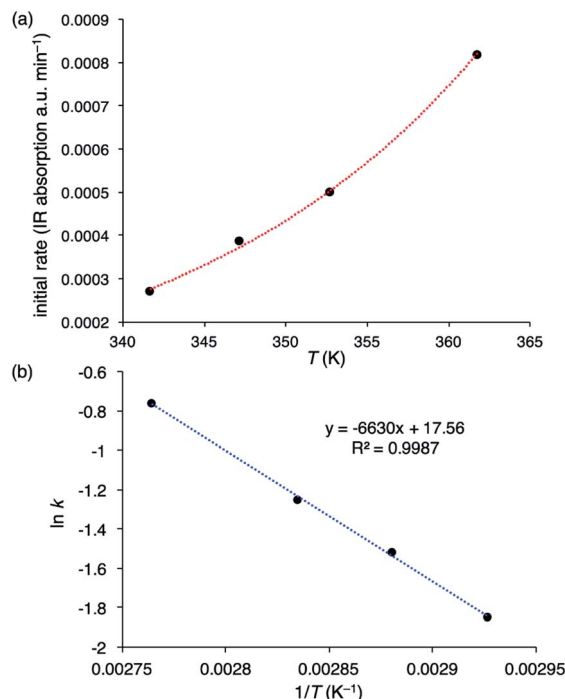 (a)
0.0009
0.0008
0.0007
0.0006
0.0005
0.0004
0.0003
0.0002
initial rate (IR absorption a.u. min⁻¹)
340 345 350 355 360 365
T (K)
(b)
-0.6
-0.8
-1
-1.2
-1.4
-1.6
-1.8
-2
ln k
y = -6630x + 17.56
R² = 0.9987
0.00275 0.0028 0.00285 0.0029 0.00295
1/T (K⁻¹)